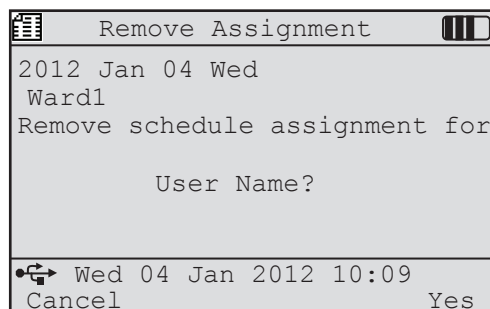 Remove Assignment
2012 Jan 04 Wed
Ward1
Remove schedule assignment for
User Name?
Wed 04 Jan 2012 10:09
Cancel Yes